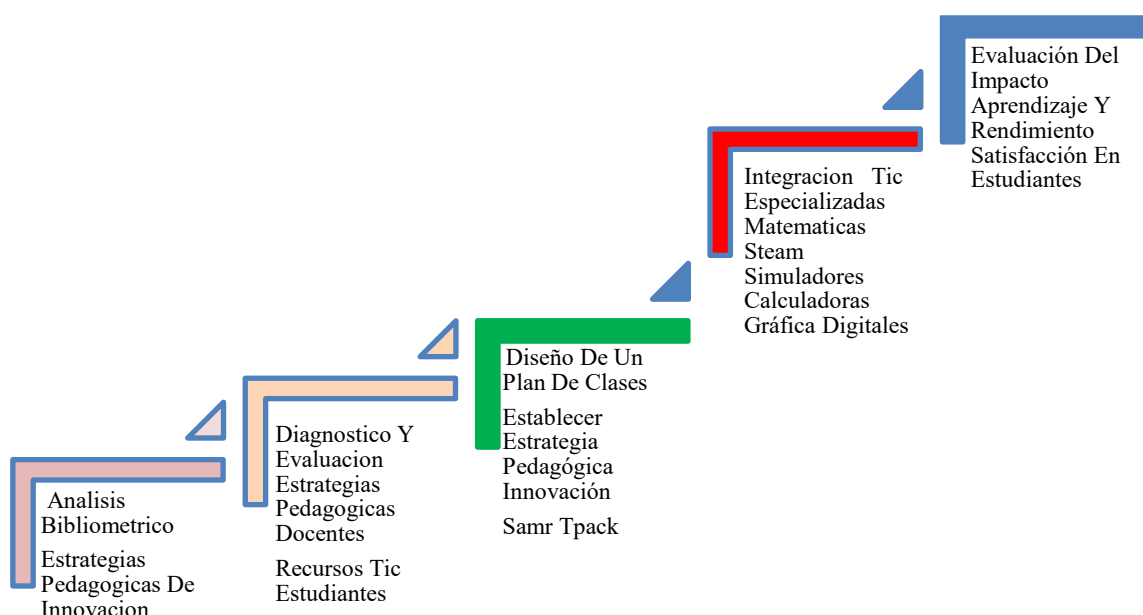 Analisis
Bibliometrico
Estrategias
Pedagogicas De
Innovacion
Diagnostico Y
Evaluacion
Estrategias
Pedagogicas
Docentes
Recursos Tic
Estudiantes
Diseño De Un
Plan De Clases
Establecer
Estrategia
Pedagógica
Innovación
Samr Tpack
Integracion Tic
Especializadas
Matematicas
Steam
Simuladores
Calculadoras
Gráfica Digitales
Evaluación Del
Impacto
Aprendizaje Y
Rendimiento
Satisfacción En
Estudiantes